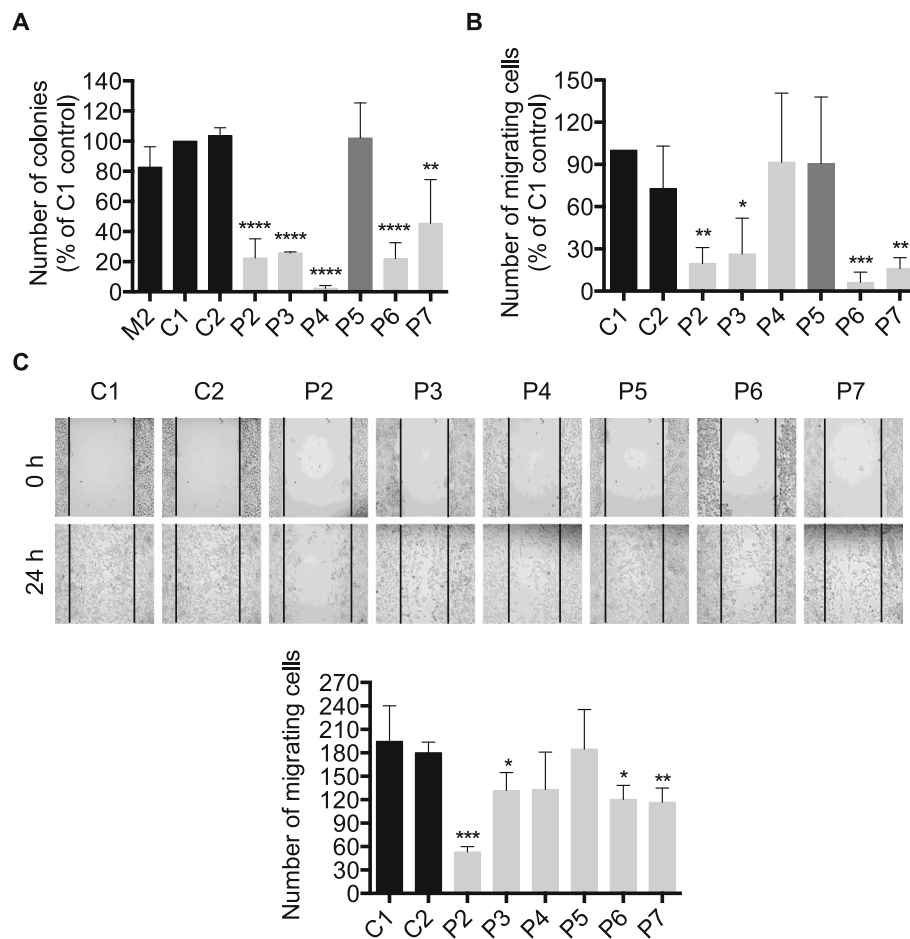 A
Number of colonies
(% of C1 control)
140
120
100
80
60
40
20
0
****
****
****
****
**
M2 C1 C2 P2 P3 P4 P5 P6 P7
B
Number of migrating cells
(% of C1 control)
150
120
90
60
30
0
**
*
***
**
C1 C2 P2 P3 P4 P5 P6 P7
C
C1 C2 P2 P3 P4 P5 P6 P7
0 h
24 h
Number of migrating cells
270
240
210
180
150
120
90
60
30
0
***
*
*
**
C1 C2 P2 P3 P4 P5 P6 P7